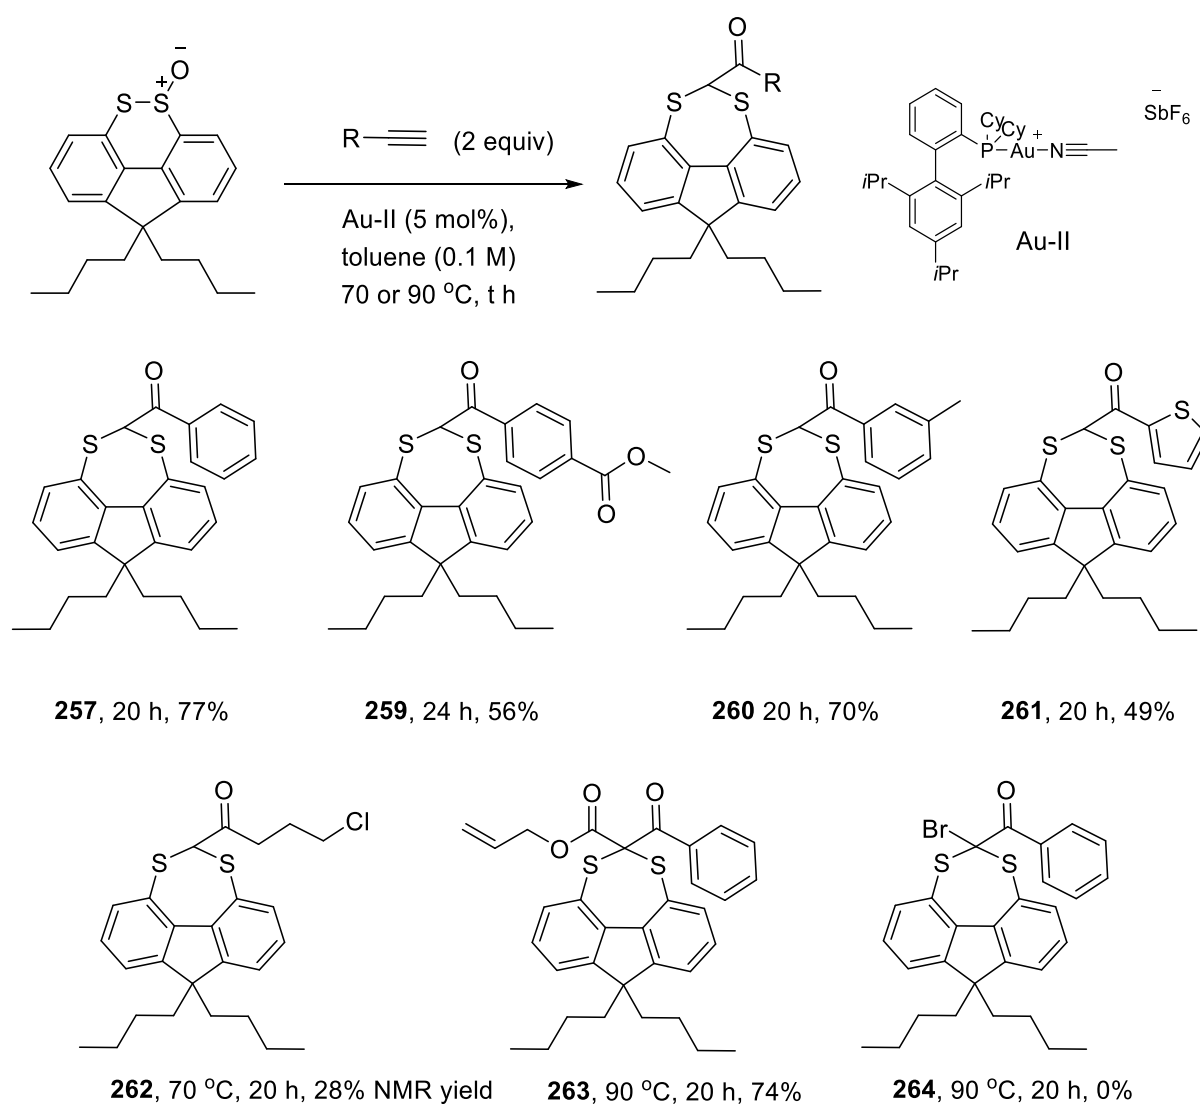 O
−
O
+
S
S
R
(2 equiv)
Au-II (5 mol%),
toluene (0.1 M)
70 or 90 °C, t h
O
R
S
S
Cy
Cy
P
Au
+
N
−
SbF6
iPr
iPr
iPr
Au-II
O
S
S
O
S
S
O
O
O
S
S
O
S
S
S
257, 20 h, 77%
259, 24 h, 56%
260 20 h, 70%
261, 20 h, 49%
O
Cl
S
S
O
O
O
S
S
O
Br
S
S
262, 70 °C, 20 h, 28% NMR yield
263, 90 °C, 20 h, 74%
264, 90 °C, 20 h, 0%